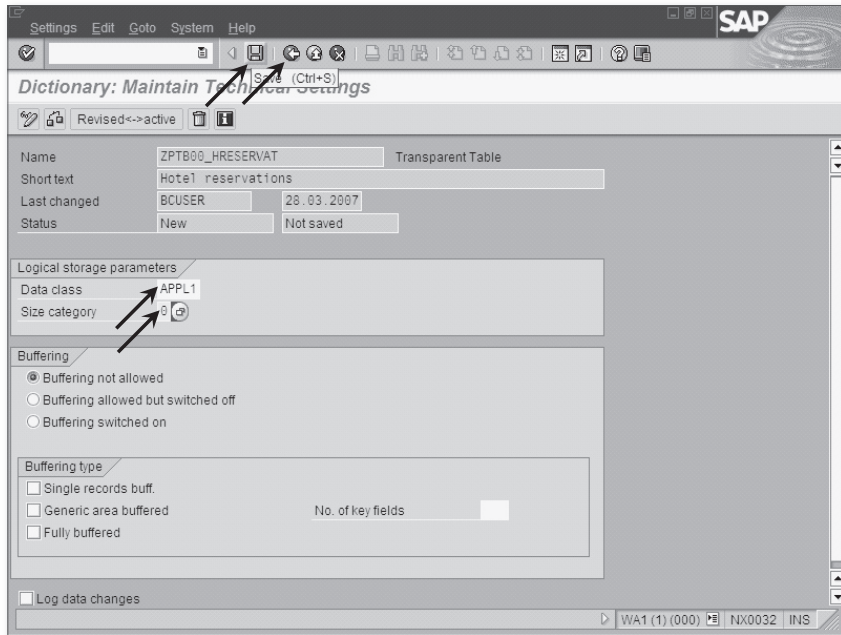 Settings Edit Goto System Help
SAP
Save (Ctrl+S)
Dictionary: Maintain Technical Settings
Revised<->active
Name ZPTB00_HRESERVAT Transparent Table
Short text Hotel reservations
Last changed BCUSER 28.03.2007
Status New Not saved
Logical storage parameters
Data class APPL1
Size category 0
Buffering
Buffering not allowed
Buffering allowed but switched off
Buffering switched on
Buffering type
Single records buff.
Generic area buffered No. of key fields
Fully buffered
Log data changes
WA1 (1) (000) NX0032 INS